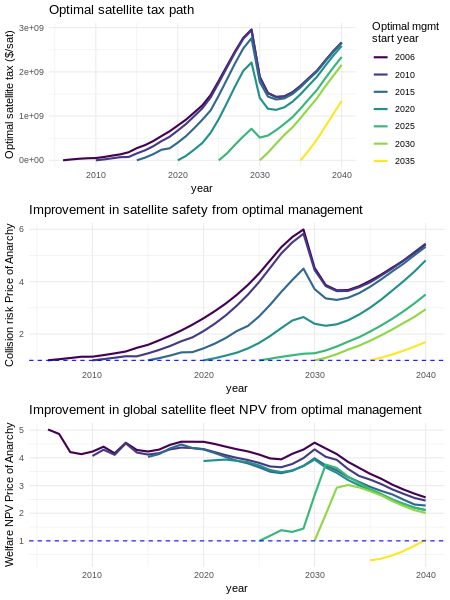 Optimal satellite tax path
Optimal satellite tax ($/sat)
3e+09
2e+09
1e+09
0e+00
2010
2020
2030
2040
year
Optimal mgmt
start year
2006
2010
2015
2020
2025
2030
2035
Improvement in satellite safety from optimal management
Collision risk Price of Anarchy
6
4
2
2010
2020
2030
2040
year
Improvement in global satellite fleet NPV from optimal management
Welfare NPV Price of Anarchy
5
4
3
2
1
2010
2020
2030
2040
year